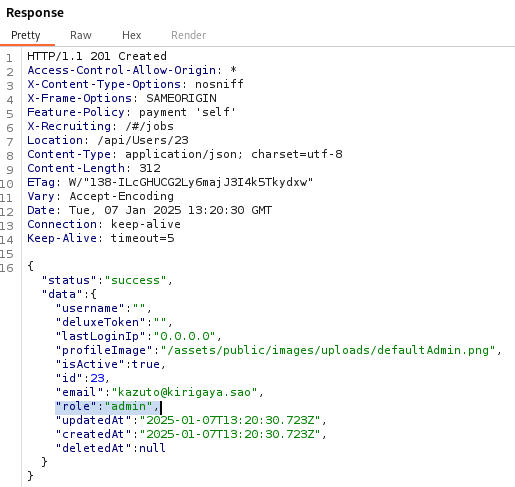 Response
Pretty Raw Hex Render
1 HTTP/1.1 201 Created
2 Access-Control-Allow-Origin: *
3 X-Content-Type-Options: nosniff
4 X-Frame-Options: SAMEORIGIN
5 Feature-Policy: payment 'self'
6 X-Recruiting: /#/jobs
7 Location: /api/Users/23
8 Content-Type: application/json; charset=utf-8
9 Content-Length: 312
10 ETag: W/"138-ILcGHUCG2Ly6majJ3I4k5Tkydxw"
11 Vary: Accept-Encoding
12 Date: Tue, 07 Jan 2025 13:20:30 GMT
13 Connection: keep-alive
14 Keep-Alive: timeout=5
15
16 {
"status":"success",
"data":{
"username":"",
"deluxeToken":"",
"lastLoginIp":"0.0.0.0",
"profileImage":"/assets/public/images/uploads/defaultAdmin.png",
"isActive":true,
"id":23,
"email":"kazuto@kirigaya.sao",
"role":"admin",
"updatedAt":"2025-01-07T13:20:30.723Z",
"createdAt":"2025-01-07T13:20:30.723Z",
"deletedAt":null
}
}